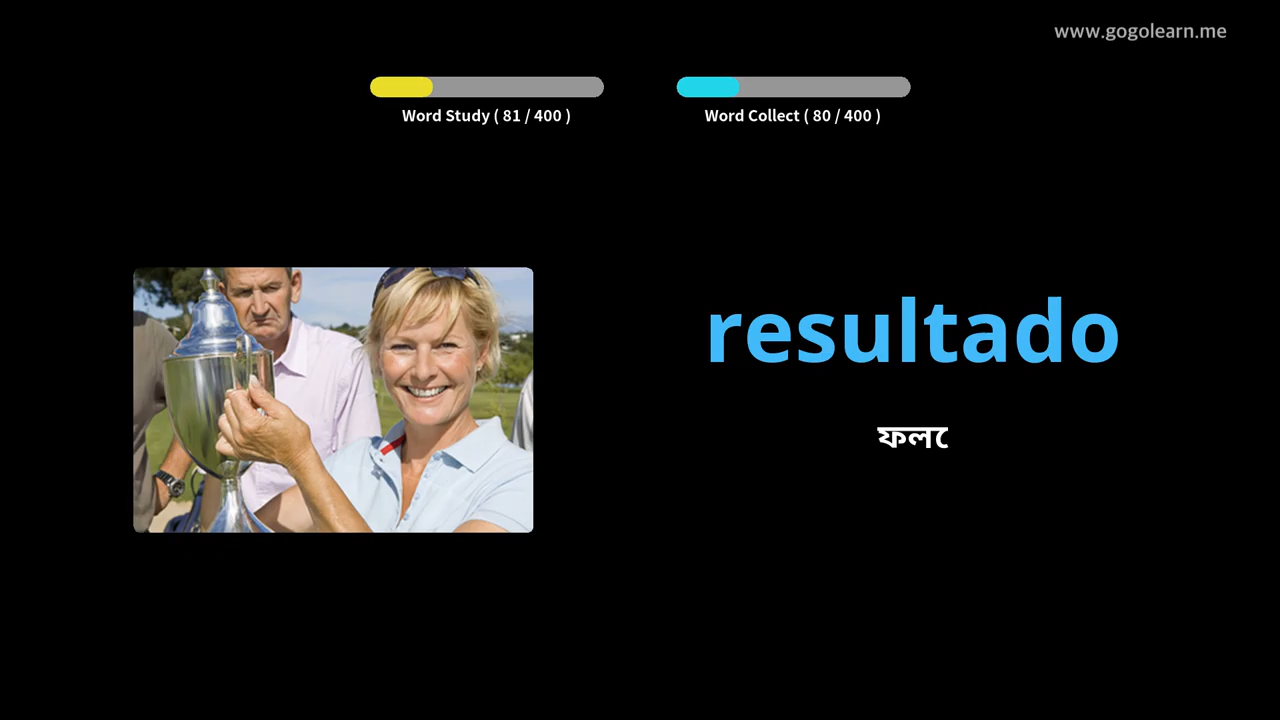 www.gogolearn.me
Word Study ( 81 / 400 )
Word Collect ( 80 / 400 )
resultado
ফলে